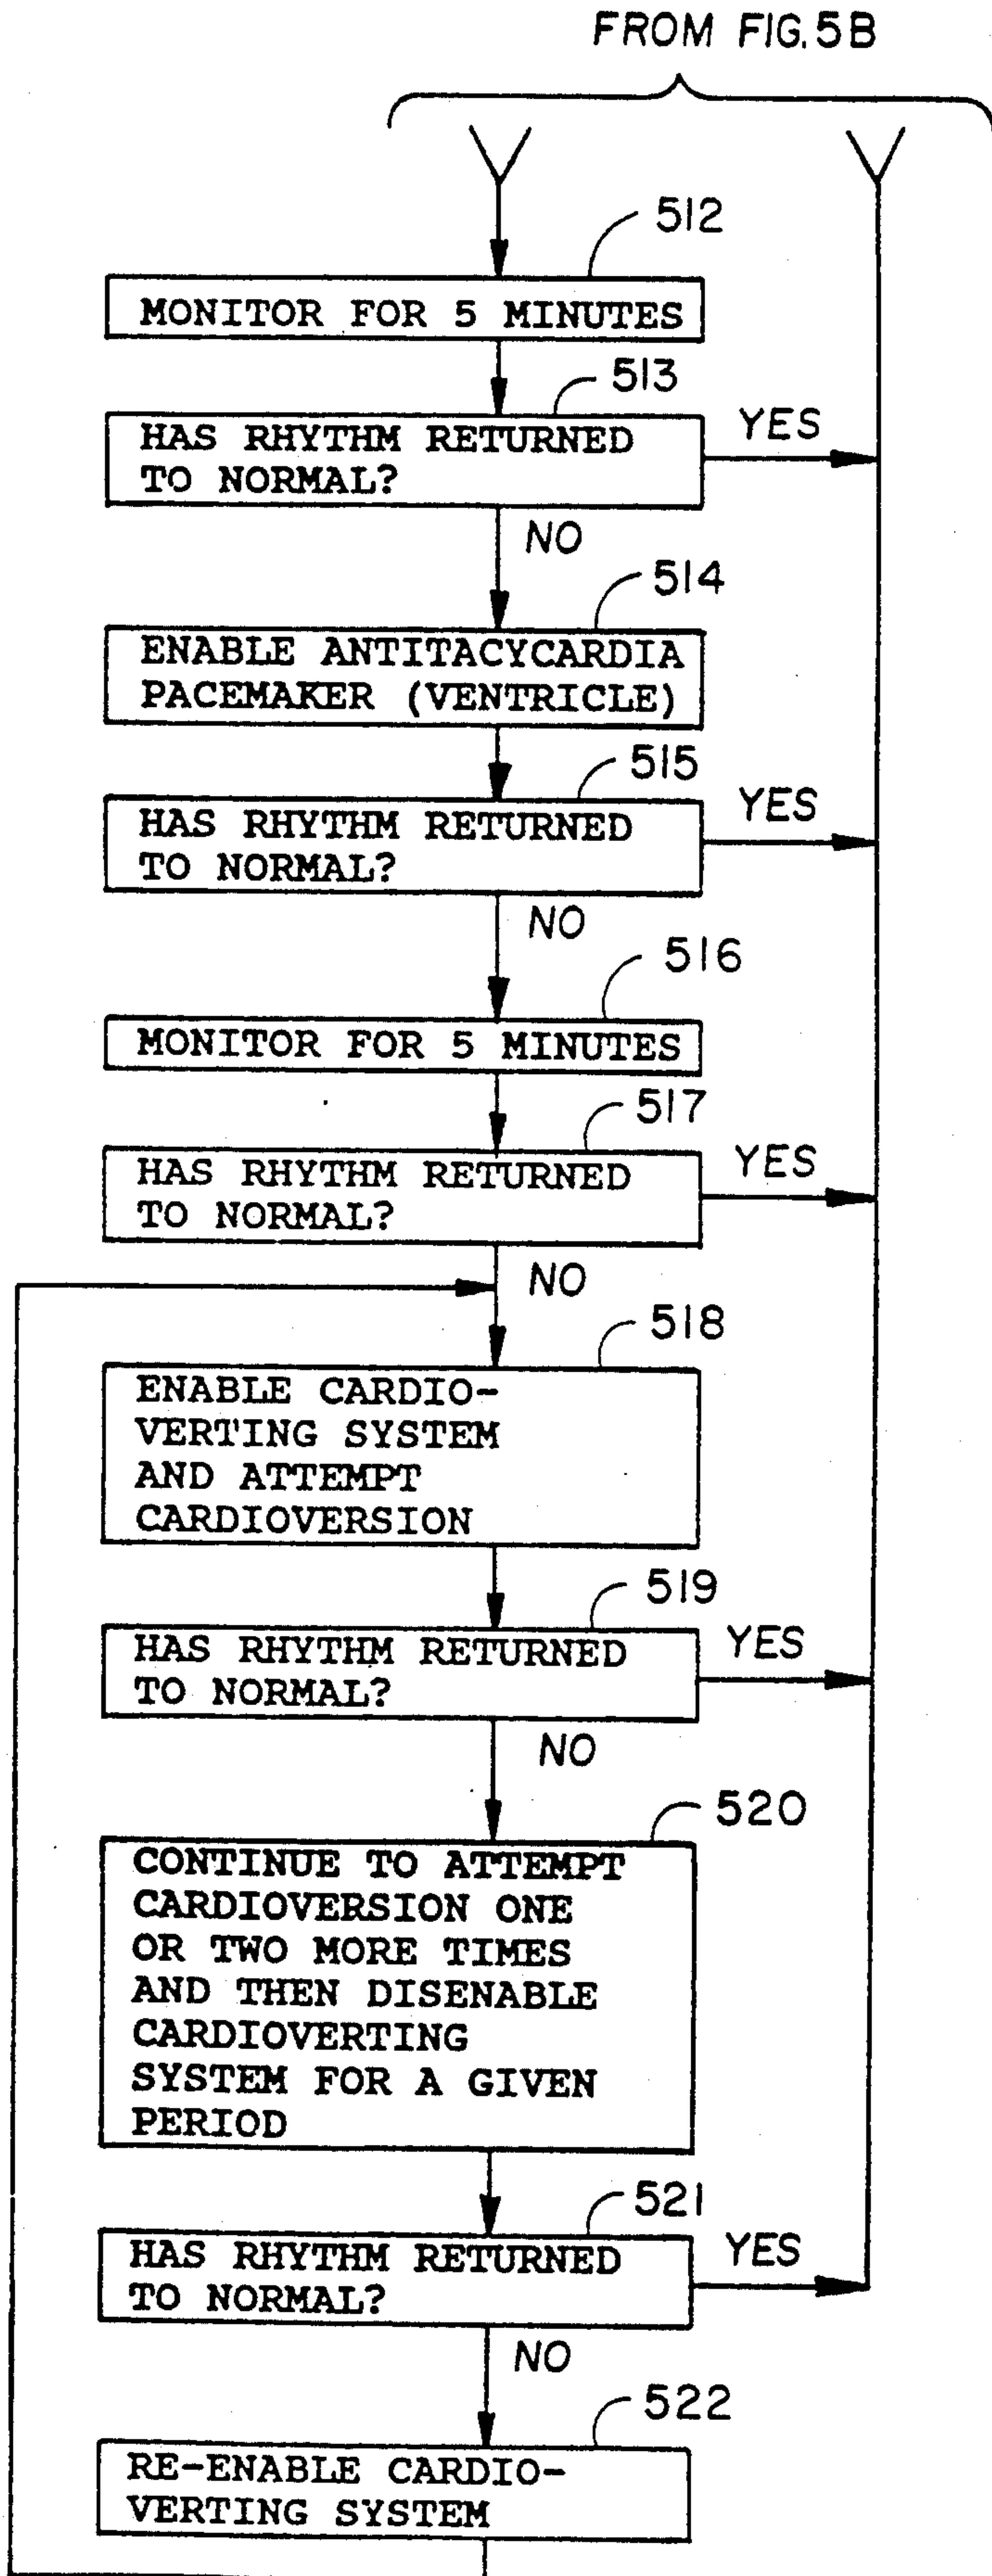 FROM FIG. 5B
512
MONITOR FOR 5 MINUTES
513
HAS RHYTHM RETURNED
TO NORMAL?
YES
NO
514
ENABLE ANTITACYCARDIA
PACEMAKER (VENTRICLE)
515
HAS RHYTHM RETURNED
TO NORMAL?
YES
NO
516
MONITOR FOR 5 MINUTES
517
HAS RHYTHM RETURNED
TO NORMAL?
YES
NO
518
ENABLE CARDIO-
VERTING SYSTEM
AND ATTEMPT
CARDIOVERSION
519
HAS RHYTHM RETURNED
TO NORMAL?
YES
NO
520
CONTINUE TO ATTEMPT
CARDIOVERSION ONE
OR TWO MORE TIMES
AND THEN DISENABLE
CARDIOVERTING
SYSTEM FOR A GIVEN
PERIOD
521
HAS RHYTHM RETURNED
TO NORMAL?
YES
NO
522
RE-ENABLE CARDIO-
VERTING SYSTEM